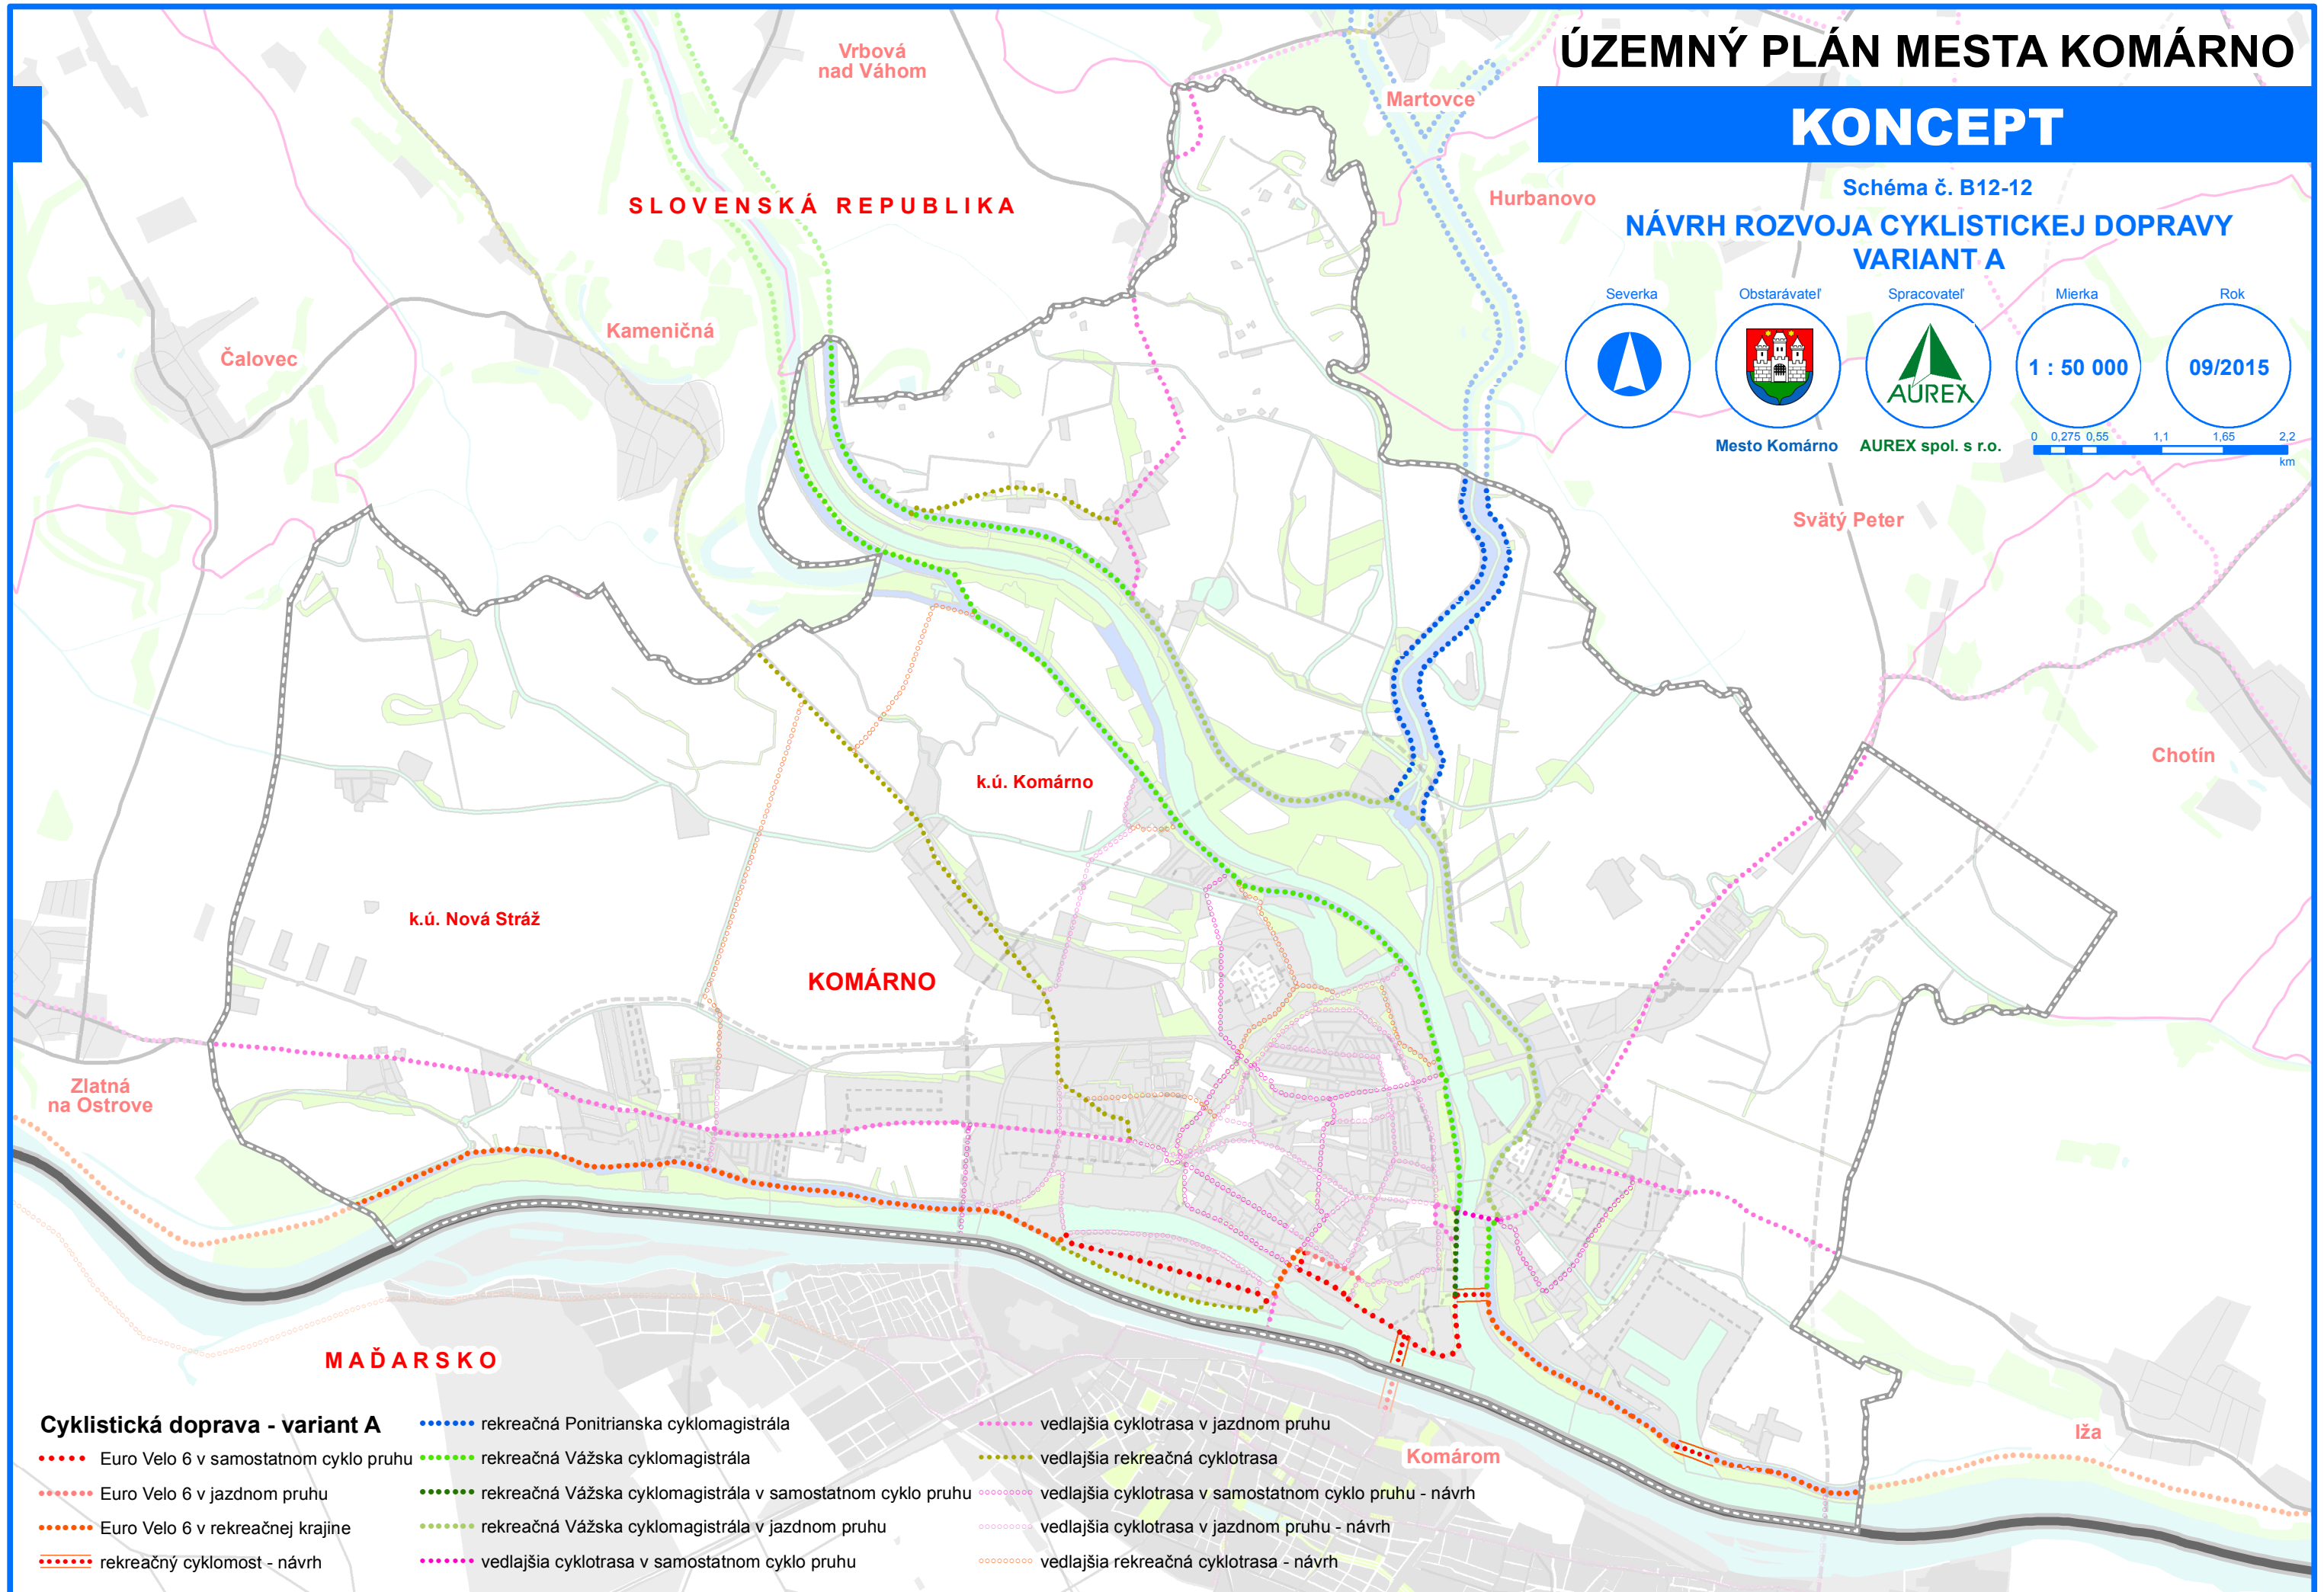 ÚZEMNÝ PLÁN MESTA KOMÁRNO
KONCEPT
Schéma č. B12-12
NÁVRH ROZVOJA CYKLISTICKEJ DOPRAVY
VARIANT A
Severka
Obstarávateľ
Spracovateľ
Mierka
Rok
AUREX
1 : 50 000
09/2015
Mesto Komárno
AUREX spol. s r.o.
0 0,275 0,55 1,1 1,65 2,2
km
Vrbová
nad Váhom
Martovce
Hurbanovo
SLOVENSKÁ REPUBLIKA
Kameničná
Čalovec
Svätý Peter
Chotín
k.ú. Komárno
k.ú. Nová Stráž
KOMÁRNO
Zlatná
na Ostrove
MAĎARSKO
Komárom
Iža
Cyklistická doprava - variant A
Euro Velo 6 v samostatnom cyklo pruhu
Euro Velo 6 v jazdnom pruhu
Euro Velo 6 v rekreačnej krajine
rekreačný cyklomost - návrh
rekreačná Ponitrianska cyklomagistrála
rekreačná Vážska cyklomagistrála
rekreačná Vážska cyklomagistrála v samostatnom cyklo pruhu
rekreačná Vážska cyklomagistrála v jazdnom pruhu
vedlajšia cyklotrasa v samostatnom cyklo pruhu
vedlajšia cyklotrasa v jazdnom pruhu
vedlajšia rekreačná cyklotrasa
vedlajšia cyklotrasa v samostatnom cyklo pruhu - návrh
vedlajšia cyklotrasa v jazdnom pruhu - návrh
vedlajšia rekreačná cyklotrasa - návrh